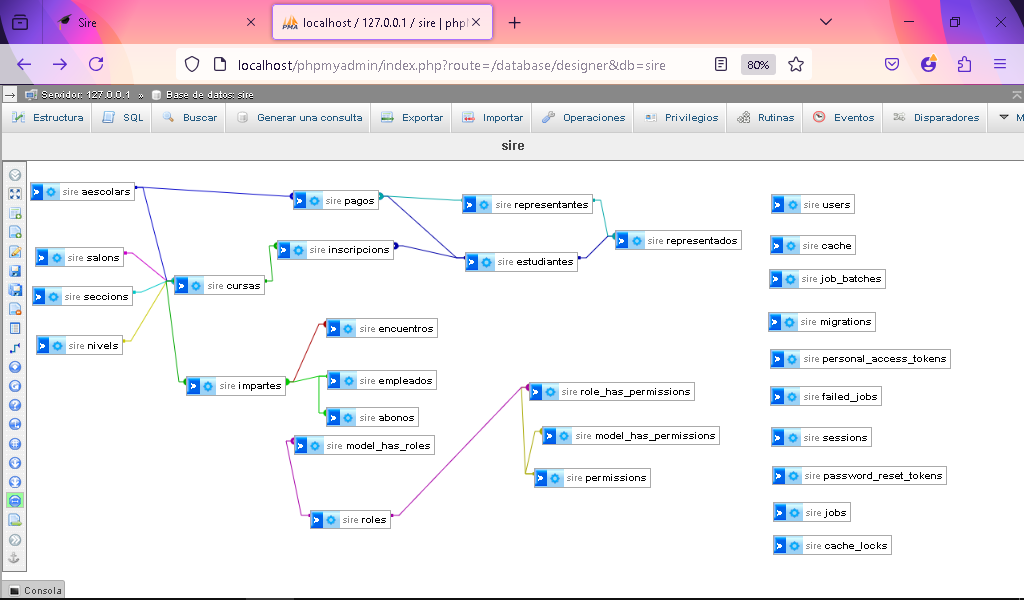 Sire
localhost / 127.0.0.1 / sire | php
localhost/phpmyadmin/index.php?route=/database/designer&db=sire
80%
Servidor: 127.0.0.1 » Base de datos: sire
Estructura SQL Buscar Generar una consulta Exportar Importar Operaciones Privilegios Rutinas Eventos Disparadores M
sire
sire aescolars
sire pagos
sire representantes
sire users
sire representados
sire cache
sire salons
sire inscripcions
sire estudiantes
sire job_batches
sire cursas
sire seccions
sire migrations
sire encuentros
sire nivels
sire personal_access_tokens
sire impartes
sire empleados
sire role_has_permissions
sire failed_jobs
sire abonos
sire model_has_roles
sire model_has_permissions
sire sessions
sire permissions
sire password_reset_tokens
sire roles
sire jobs
sire cache_locks
Consola